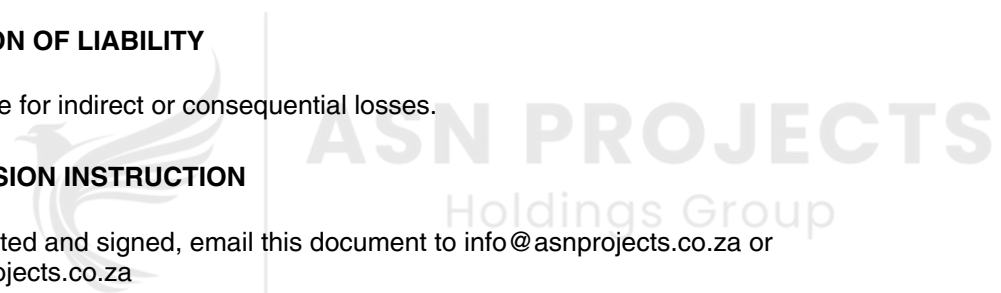 ON OF LIABILITY
e for indirect or consequential losses.
ASN PROJECTS
SION INSTRUCTION
Holdings Group
ted and signed, email this document to info@asnprojects.co.za or
ojects.co.za